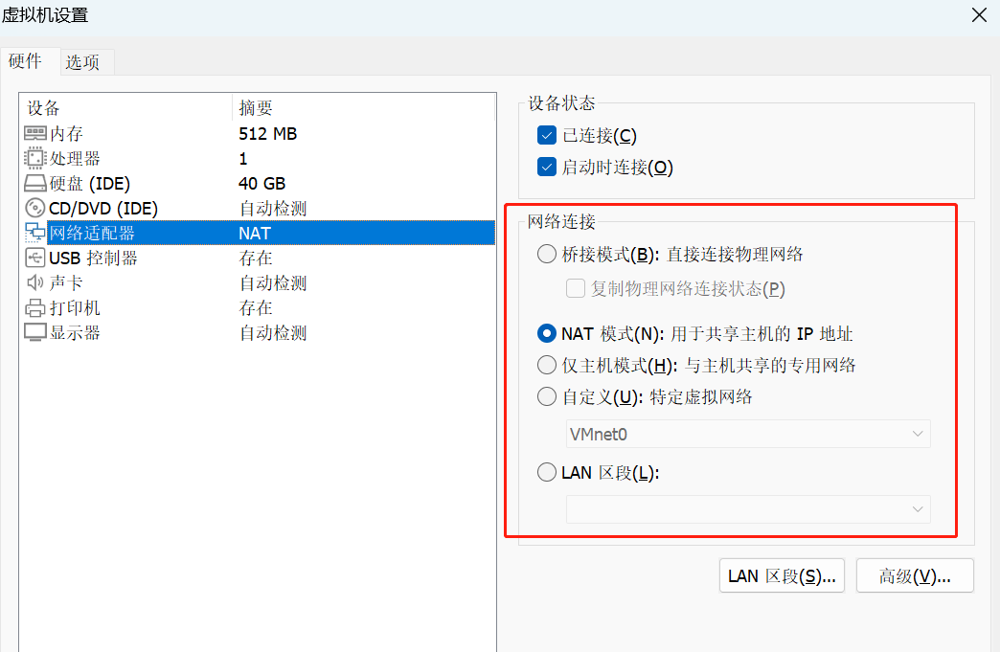 虚拟机设置
硬件 选项
设备 摘要
内存 512 MB
处理器 1
硬盘 (IDE) 40 GB
CD/DVD (IDE) 自动检测
网络适配器 NAT
USB 控制器 存在
声卡 自动检测
打印机 存在
显示器 自动检测
设备状态
已连接(C)
启动时连接(O)
网络连接
桥接模式(B): 直接连接物理网络
复制物理网络连接状态(P)
NAT 模式(N): 用于共享主机的 IP 地址
仅主机模式(H): 与主机共享的专用网络
自定义(U): 特定虚拟网络
VMnet0
LAN 区段(L):
LAN 区段(S)... 高级(V)...